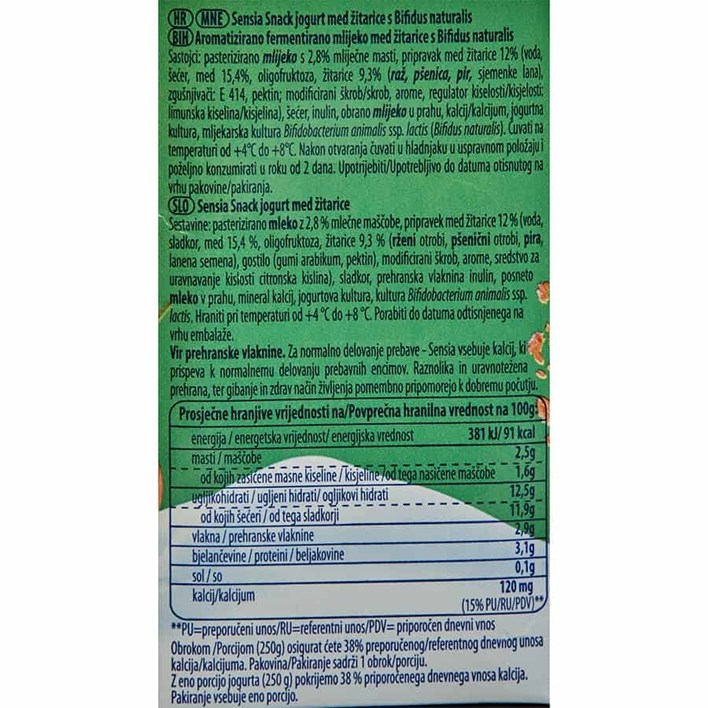 HR MNE Sensia Snack jogurt med žitarice s Bifidus naturalis
BIH Aromatizirano fermentirano mlijeko med žitarice s Bifidus naturalis
Sastojci: pasterizirano mlijeko s 2,8% mliječne masti, pripravak med žitarice 12% (voda,
šećer, med 15,4%, oligofruktoza, žitarice 9,3% (raž, pšenica, pir, sjemenke lana),
zgušnjivači: E 414, pektin; modificirani škrob/skrob, arome, regulator kiselosti/kisjelosti:
limunska kiselina/kisjelina), šećer, inulin, obrano mlijeko u prahu, kalcij/kalcijum, jogurtna
kultura, mljekarska kultura Bifidobacterium animalis ssp. lactis (Bifidus naturalis). Čuvati na
temperaturi od +4°C do +8°C. Nakon otvaranja čuvati u hladnjaku u uspravnom položaju i
poželjno konzumirati u roku od 2 dana. Upotrijebiti/Upotrebljivo do datuma otisnutog na
vrhu pakovine/pakiranja.
SLO Sensia Snack jogurt med žitarice
Sestavine: pasterizirano mleko z 2,8 % mlečne maščobe, pripravek med žitarice 12 % (voda,
sladkor, med 15,4 %, oligofruktoza, žitarice 9,3 % (rženi otrobi, pšenični otrobi, pira,
lanena semena), gostilo (gumi arabikum, pektin), modificirani škrob, arome, sredstvo za
uravnavanje kislosti citronska kislina), sladkor, prehranska vlaknina inulin, posneto
mleko v prahu, mineral kalcij, jogurtova kultura, kultura Bifidobacterium animalis ssp.
lactis. Hraniti pri temperaturi od +4 °C do +8 °C. Porabiti do datuma odtisnjenega na
vrhu embalaže.
Vir prehranske vlaknine. Za normalno delovanje prebave - Sensia vsebuje kalcij, ki
prispeva k normalnemu delovanju prebavnih encimov. Raznolika in uravnotežena
prehrana, ter gibanje in zdrav način življenja pomembno pripomorejo k dobremu počutju.
Prosječne hranjive vrijednosti na/Povprečna hranilna vrednost na 100g:
energija / energetska vrijednost/ energijska vrednost 381 kJ/ 91 kcal
masti / maščobe 2,5g
od kojih zasićene masne kiseline / kisjeline /od tega nasičene maščobe 1,6g
ugljikohidrati / ugljeni hidrati/ ogljikovi hidrati 12,5g
od kojih šećeri / od tega sladkorji 11,9g
vlakna / prehranske vlaknine 2,9g
bjelančevine / proteini / beljakovine 3,1g
sol / so 0,1g
kalcij/kalcijum 120 mg
(15% PU/RU/PDV)**
**PU=preporučeni unos/RU=referentni unos/PDV= priporočen dnevni vnos
Obrokom /Porcijom (250g) osigurat ćete 38% preporučenog/referentnog dnevnog unosa
kalcija/kalcijuma. Pakovina/Pakiranje sadrži 1 obrok/porciju.
Z eno porcijo jogurta (250 g) pokrijemo 38 % priporočenega dnevnega vnosa kalcija.
Pakiranje vsebuje eno porcijo.